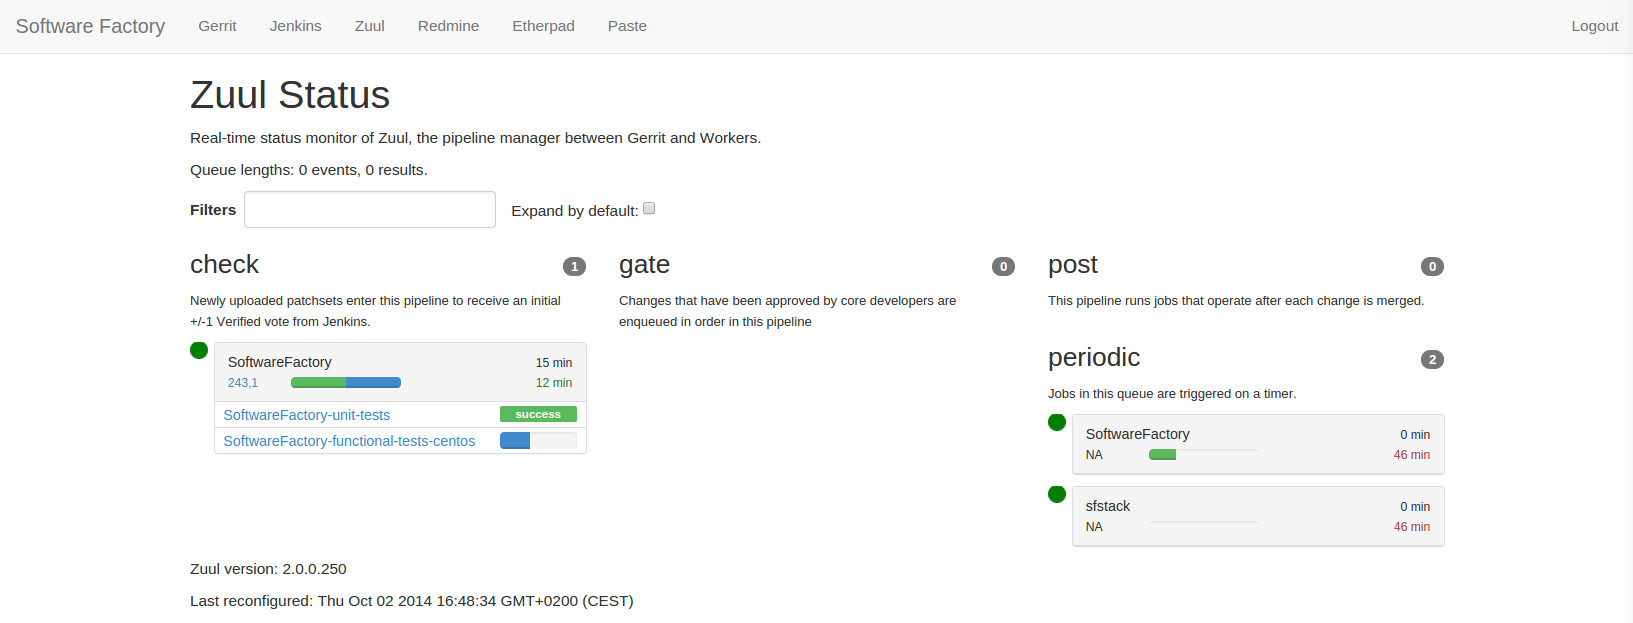 Software Factory Gerrit Jenkins Zuul Redmine Etherpad Paste Logout
Zuul Status
Real-time status monitor of Zuul, the pipeline manager between Gerrit and Workers.
Queue lengths: 0 events, 0 results.
Filters Expand by default:
check 1
Newly uploaded patchsets enter this pipeline to receive an initial
+/-1 Verified vote from Jenkins.
SoftwareFactory 15 min
243,1 12 min
SoftwareFactory-unit-tests success
SoftwareFactory-functional-tests-centos
gate 0
Changes that have been approved by core developers are
enqueued in order in this pipeline
post 0
This pipeline runs jobs that operate after each change is merged.
periodic 2
Jobs in this queue are triggered on a timer.
SoftwareFactory 0 min
NA 46 min
sfstack 0 min
NA 46 min
Zuul version: 2.0.0.250
Last reconfigured: Thu Oct 02 2014 16:48:34 GMT+0200 (CEST)